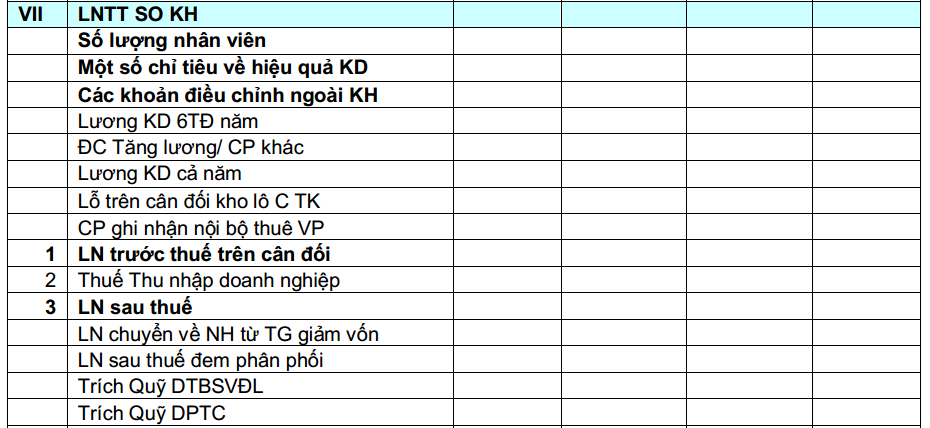 VII LNTT SO KH
Số lượng nhân viên
Một số chỉ tiêu về hiệu quả KD
Các khoản điều chỉnh ngoài KH
Lương KD 6TĐ năm
ĐC Tăng lương/ CP khác
Lương KD cả năm
Lỗ trên cân đối kho lô C TK
CP ghi nhận nội bộ thuê VP
1 LN trước thuế trên cân đối
2 Thuế Thu nhập doanh nghiệp
3 LN sau thuế
LN chuyển về NH từ TG giảm vốn
LN sau thuế đem phân phối
Trích Quỹ DTBSVĐL
Trích Quỹ DPTC